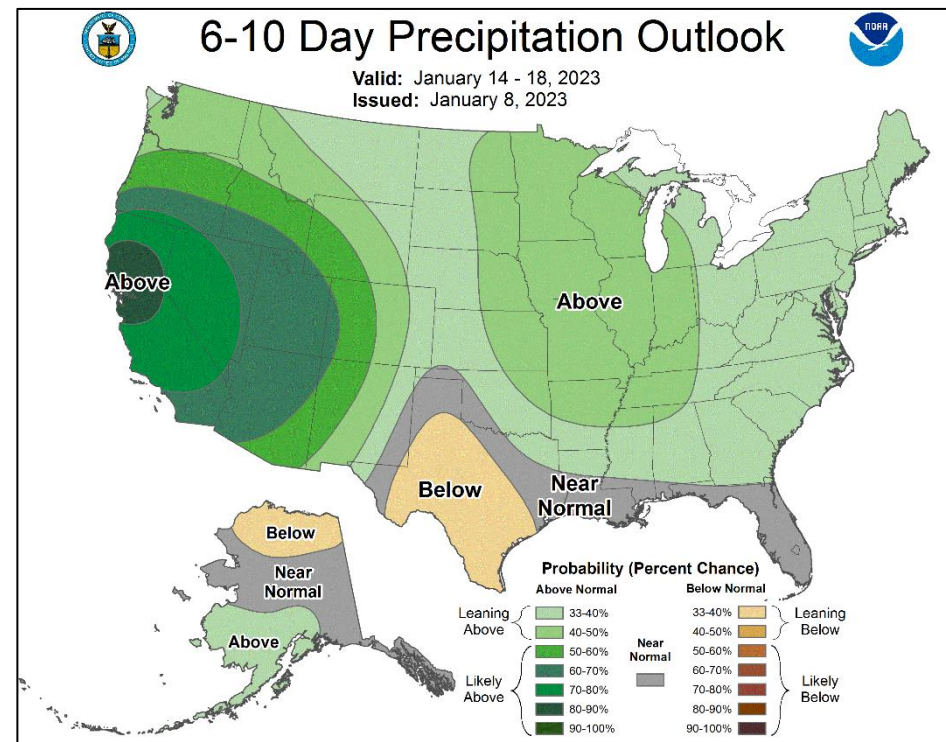 6-10 Day Precipitation Outlook
NOAA
Valid: January 14 - 18, 2023
Issued: January 8, 2023
Above
Above
Below
Near
Normal
Below
Near
Normal
Above
Probability (Percent Chance)
Above Normal
Below Normal
Leaning
Above
33-40%
40-50%
50-60%
60-70%
70-80%
80-90%
90-100%
Likely
Above
Near
Normal
33-40%
40-50%
50-60%
60-70%
70-80%
80-90%
90-100%
Leaning
Below
Likely
Below